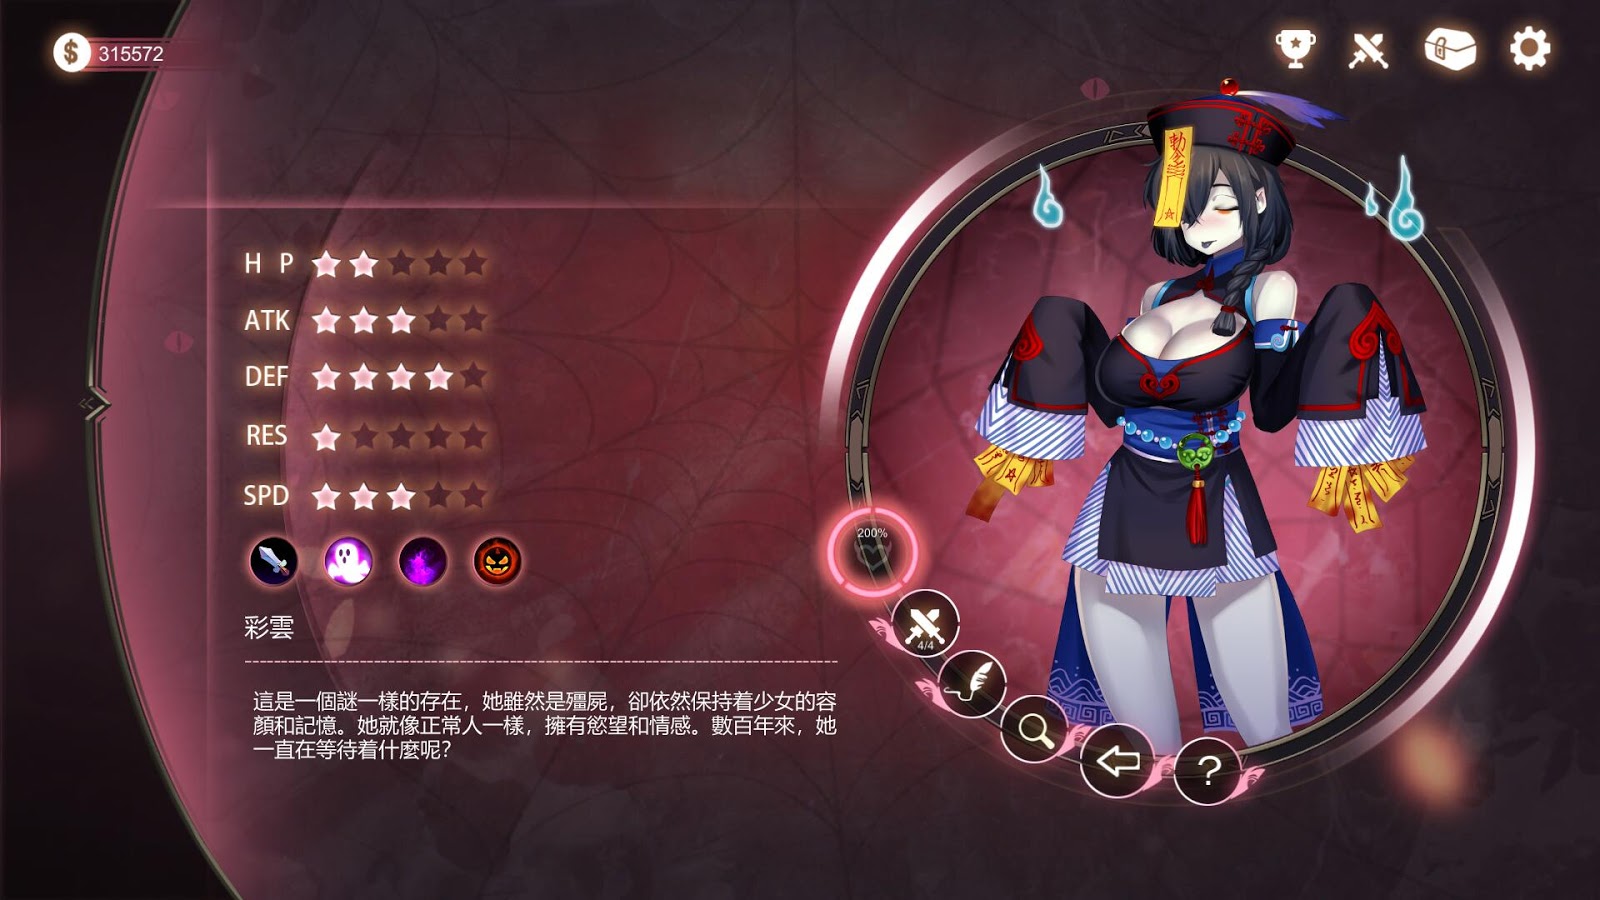 315572
H P
ATK
DEF
RES
SPD
彩雲
這是一個謎一樣的存在，她雖然是殭屍，卻依然保持着少女的容
顏和記憶。她就像正常人一樣，擁有慾望和情感。數百年來，她
一直在等待着什麼呢?
200%
4/4
?
勅令